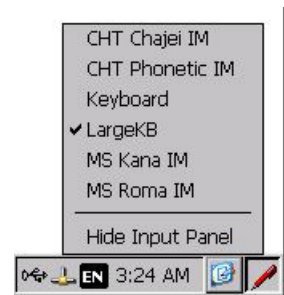 CHT Chajei IM
CHT Phonetic IM
Keyboard
LargeKB
MS Kana IM
MS Roma IM
Hide Input Panel
EN 3:24 AM